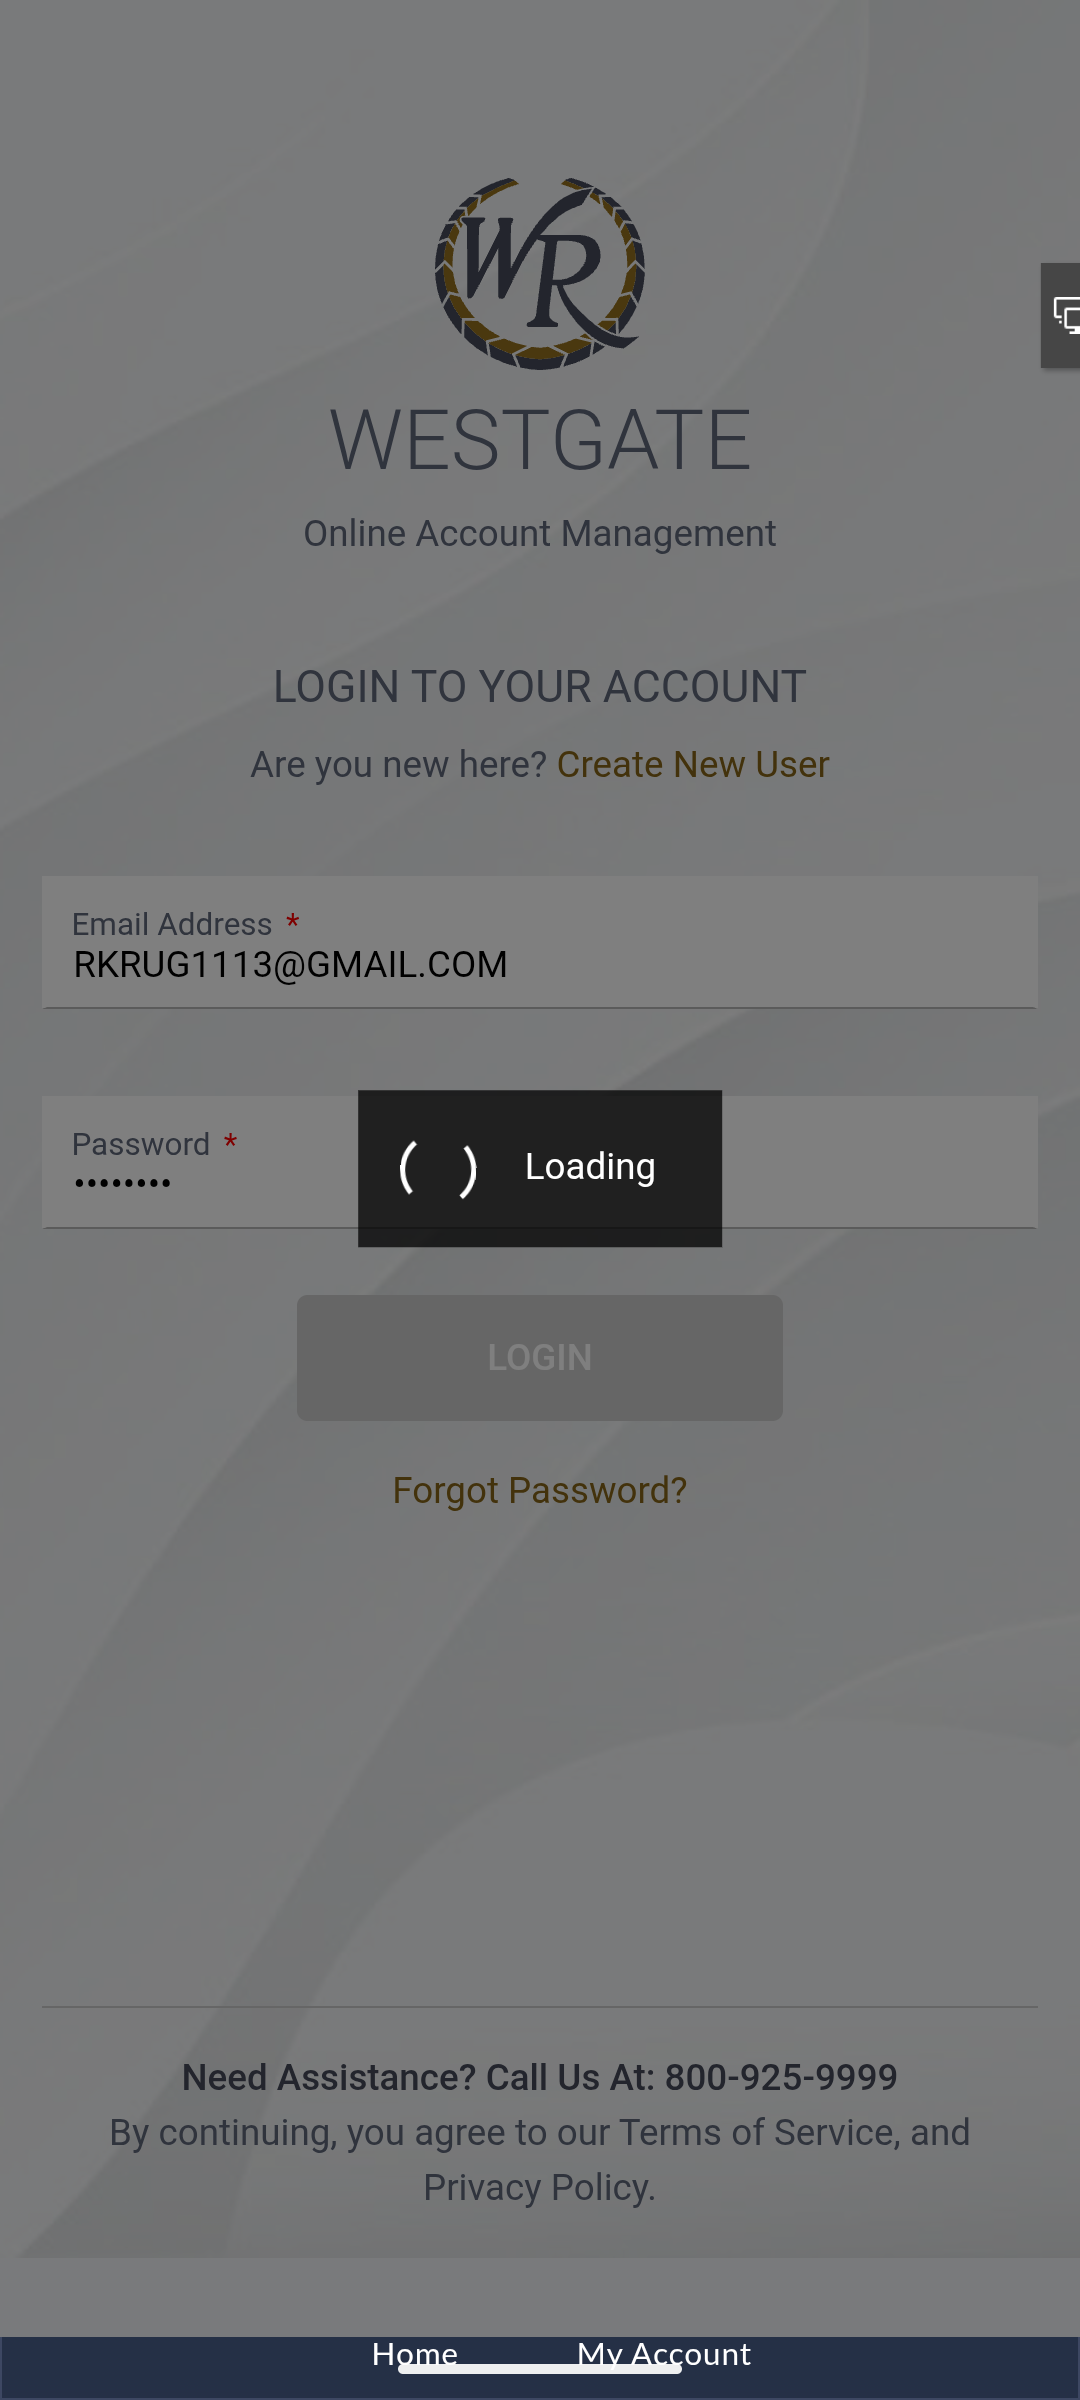 WR
WESTGATE
Online Account Management
LOGIN TO YOUR ACCOUNT
Are you new here? Create New User
Email Address *
RKRUG1113@GMAIL.COM
Password *
••••••••
Loading
LOGIN
Forgot Password?
Need Assistance? Call Us At: 800-925-9999
By continuing, you agree to our Terms of Service, and
Privacy Policy.
Home My Account